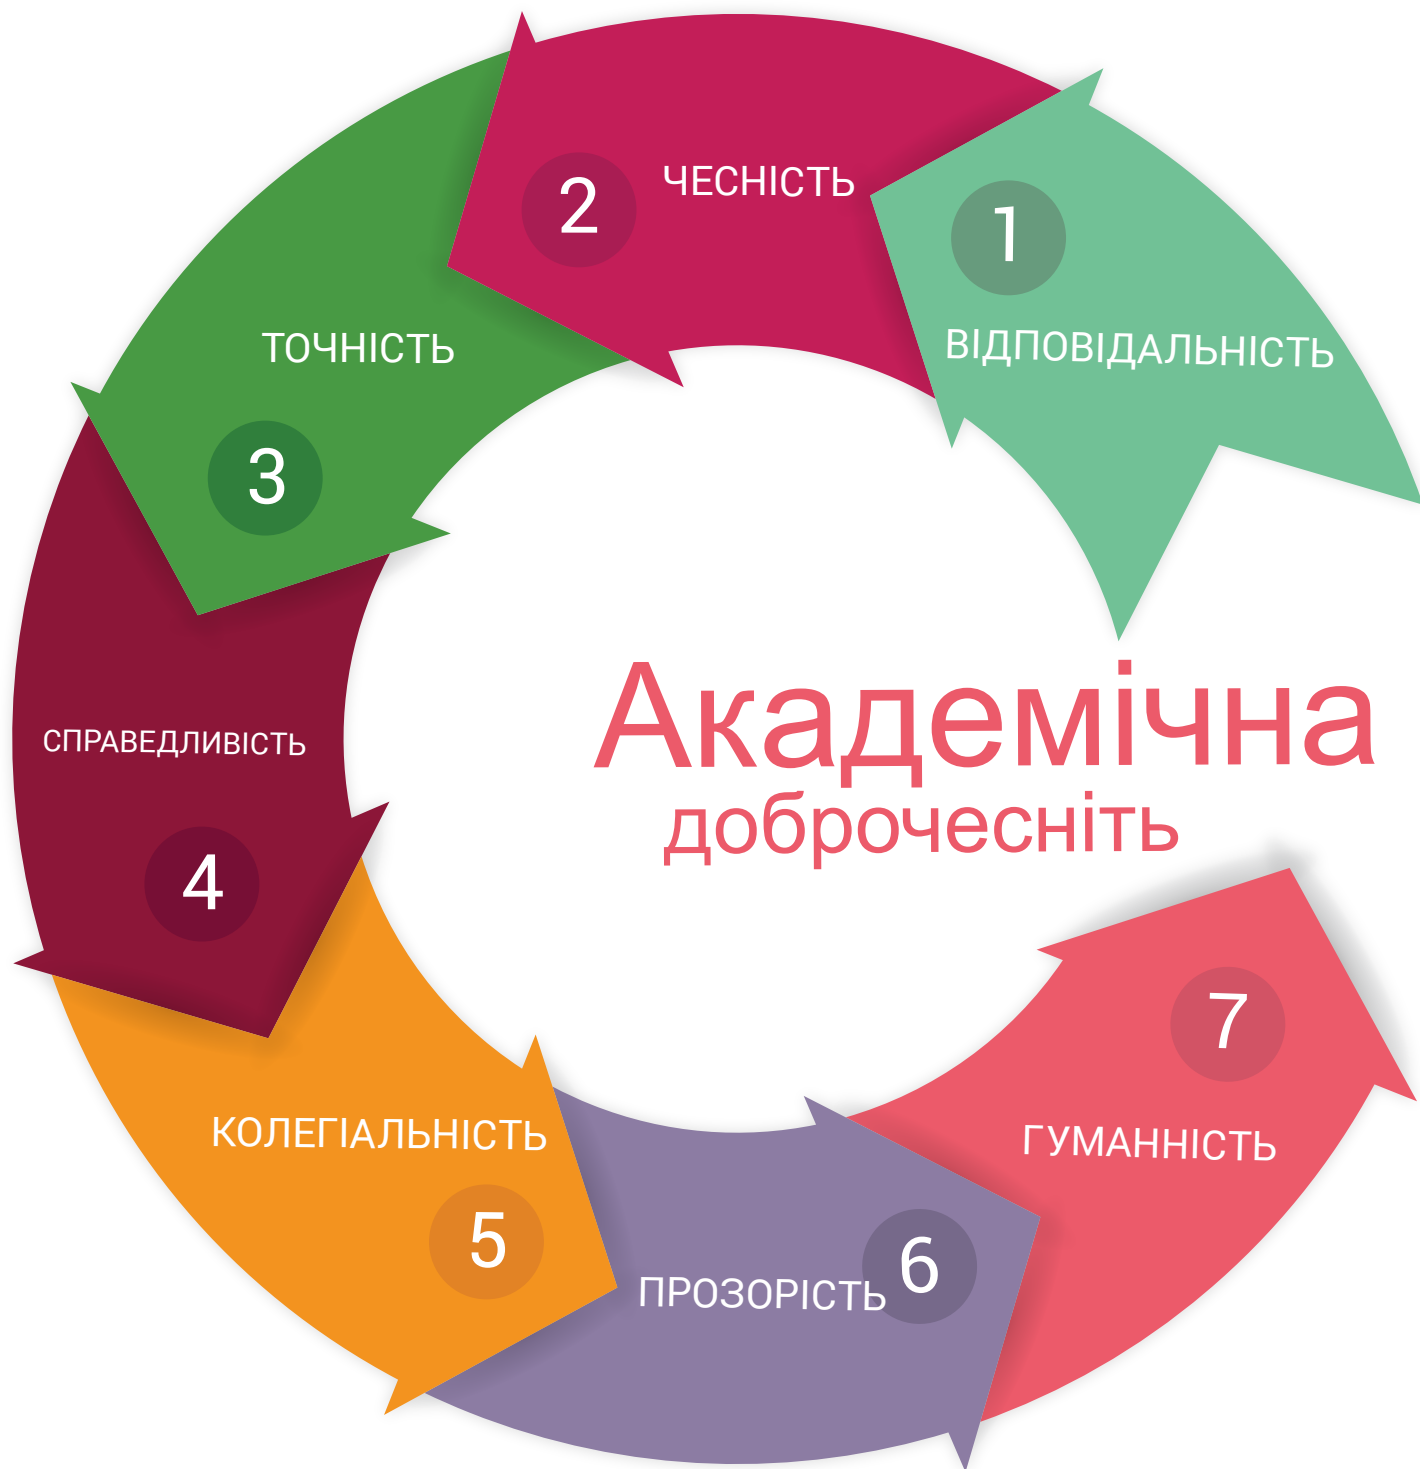 1
ВІДПОВІДАЛЬНІСТЬ
2
ЧЕСНІСТЬ
ТОЧНІСТЬ
3
СПРАВЕДЛИВІСТЬ
4
КОЛЕГІАЛЬНІСТЬ
5
ПРОЗОРІСТЬ
6
7
ГУМАННІСТЬ
Академічна
доброчесніть